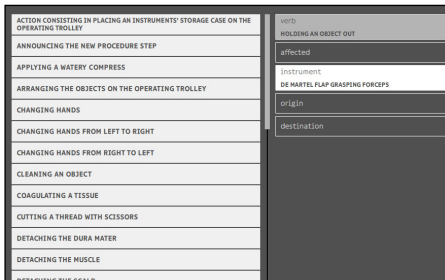 ACTION CONSISTING IN PLACING AN INSTRUMENTS' STORAGE CASE ON THE
OPERATING TROLLEY
ANNOUNCING THE NEW PROCEDURE STEP
APPLYING A WATERY COMPRESS
ARRANGING THE OBJECTS ON THE OPERATING TROLLEY
CHANGING HANDS
CHANGING HANDS FROM LEFT TO RIGHT
CHANGING HANDS FROM RIGHT TO LEFT
CLEANING AN OBJECT
COAGULATING A TISSUE
CUTTING A THREAD WITH SCISSORS
DETACHING THE DURA MATER
DETACHING THE MUSCLE
DETACHING THE SCALP
verb
HOLDING AN OBJECT OUT
affected
instrument
DE MARTEL FLAP GRASPING FORCEPS
origin
destination